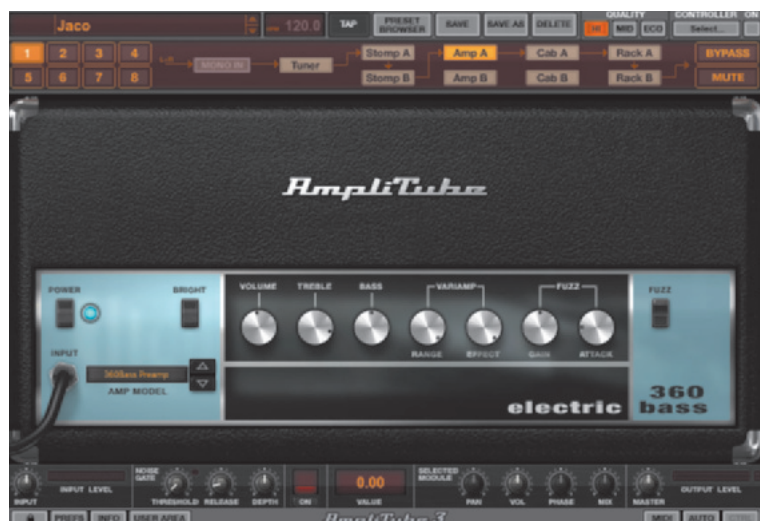 Jaco 120.0 TAP PRESET BROWSER SAVE SAVE AS DELETE QUALITY HI MID ECO CONTROLLER Select... ON
1 2 3 4 MONO IN Tuner Stomp A Amp A Cab A Rack A BYPASS
5 6 7 8 Stomp B Amp B Cab B Rack B MUTE
AmpliTube
POWER BRIGHT VOLUME TREBLE BASS VARIAMP FUZZ FUZZ
INPUT RANGE EFFECT GAIN ATTACK
360Bass Preamp
AMP MODEL
electric 360 bass
INPUT INPUT LEVEL NOISE GATE THRESHOLD RELEASE DEPTH ON 0.00 VALUE SELECTED MODULE PAN VOL PHASE MIX MASTER OUTPUT LEVEL
PREFS INFO USER AREA AmpliTube 3 MIDI AUTO